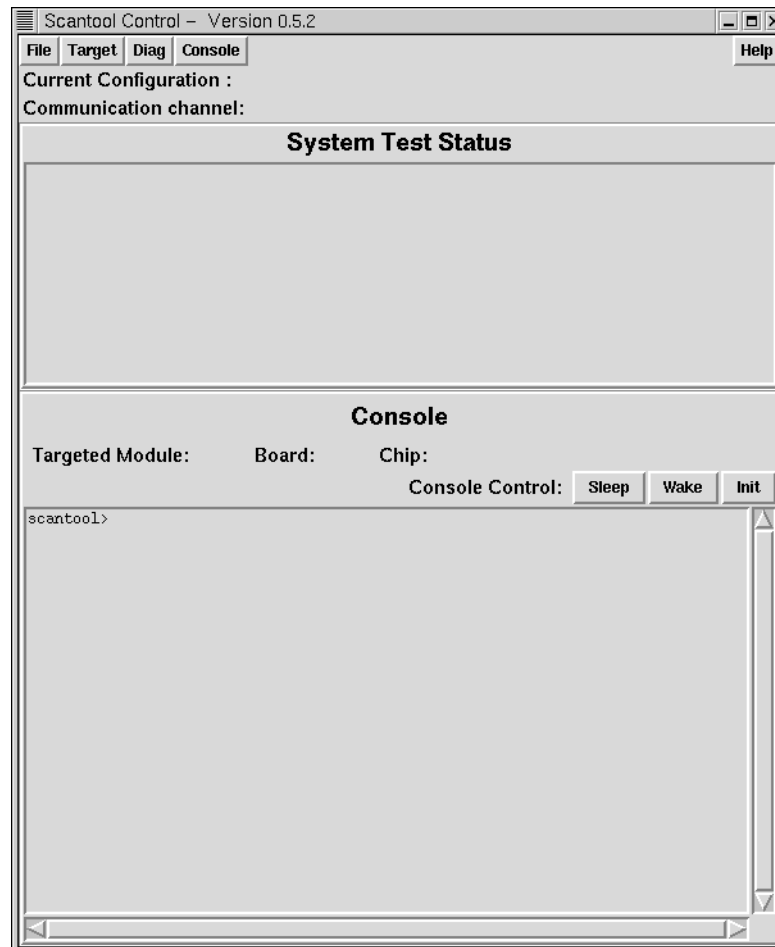 Scantool Control – Version 0.5.2
File Target Diag Console Help
Current Configuration :
Communication channel:
System Test Status
Console
Targeted Module: Board: Chip:
Console Control: Sleep Wake Init
scantool>